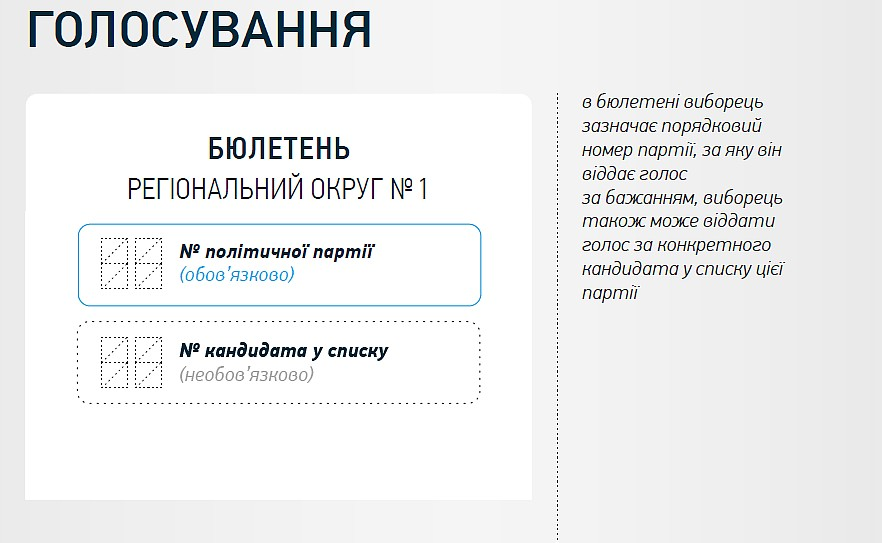 ГОЛОСУВАННЯ
БЮЛЕТЕНЬ
РЕГІОНАЛЬНИЙ ОКРУГ № 1
№ політичної партії
(обов'язково)
№ кандидата у списку
(необов'язково)
в бюлетені виборець
зазначає порядковий
номер партії, за яку він
віддає голос
за бажанням, виборець
також може віддати
голос за конкретного
кандидата у списку цієї
партії